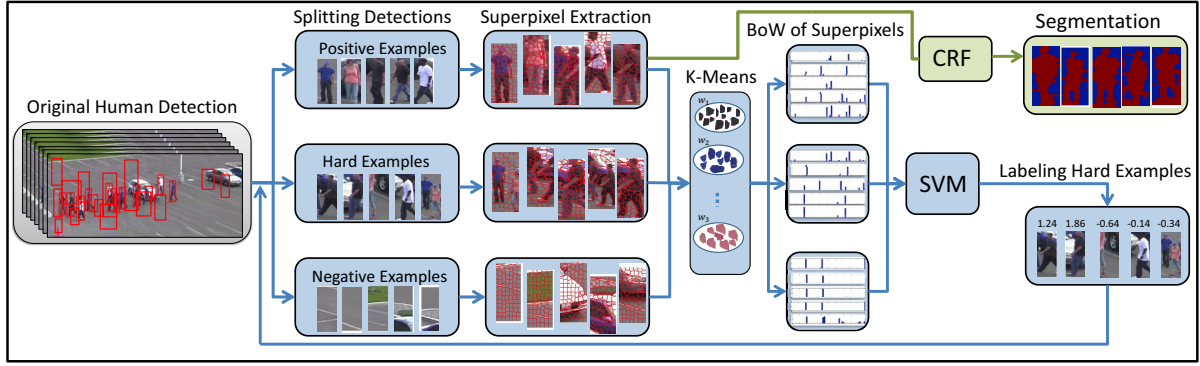 Original Human Detection
Splitting Detections
Positive Examples
Hard Examples
Negative Examples
Superpixel Extraction
K-Means
w₁
w₂
w₃
BoW of Superpixels
CRF
Segmentation
SVM
Labeling Hard Examples
1.24 1.86 -0.64 -0.14 -0.34